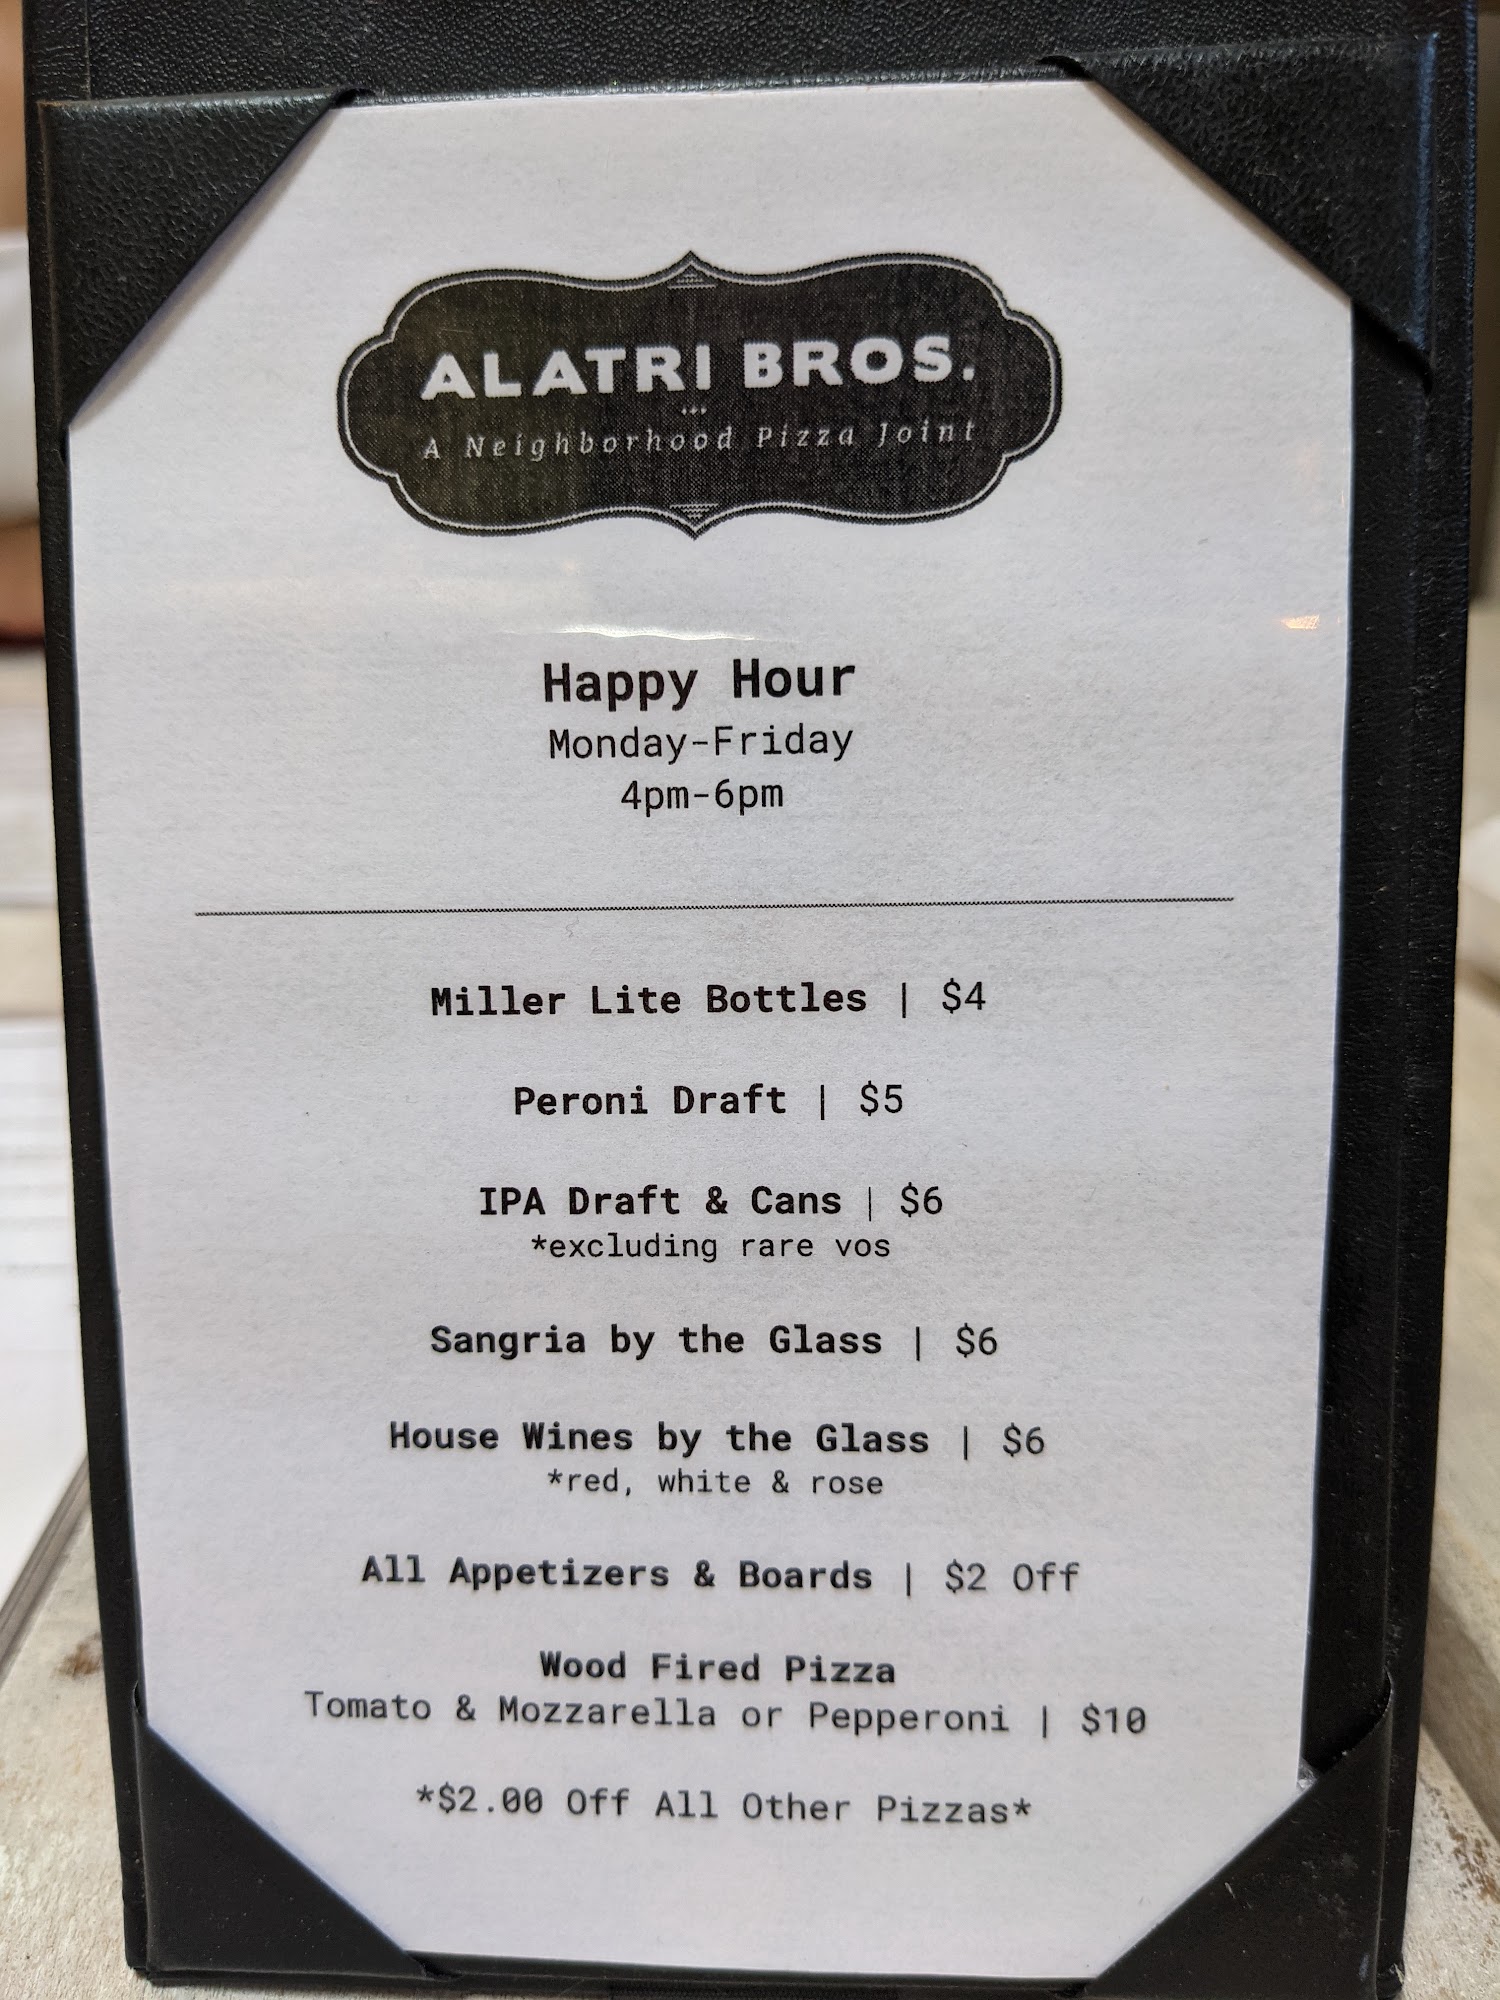 ALATRI BROS.
A Neighborhood Pizza Joint
Happy Hour
Monday-Friday
4pm-6pm
Miller Lite Bottles | $4
Peroni Draft | $5
IPA Draft & Cans | $6
*excluding rare vos
Sangria by the Glass | $6
House Wines by the Glass | $6
*red, white & rose
All Appetizers & Boards | $2 Off
Wood Fired Pizza
Tomato & Mozzarella or Pepperoni | $10
*$2.00 Off All Other Pizzas*